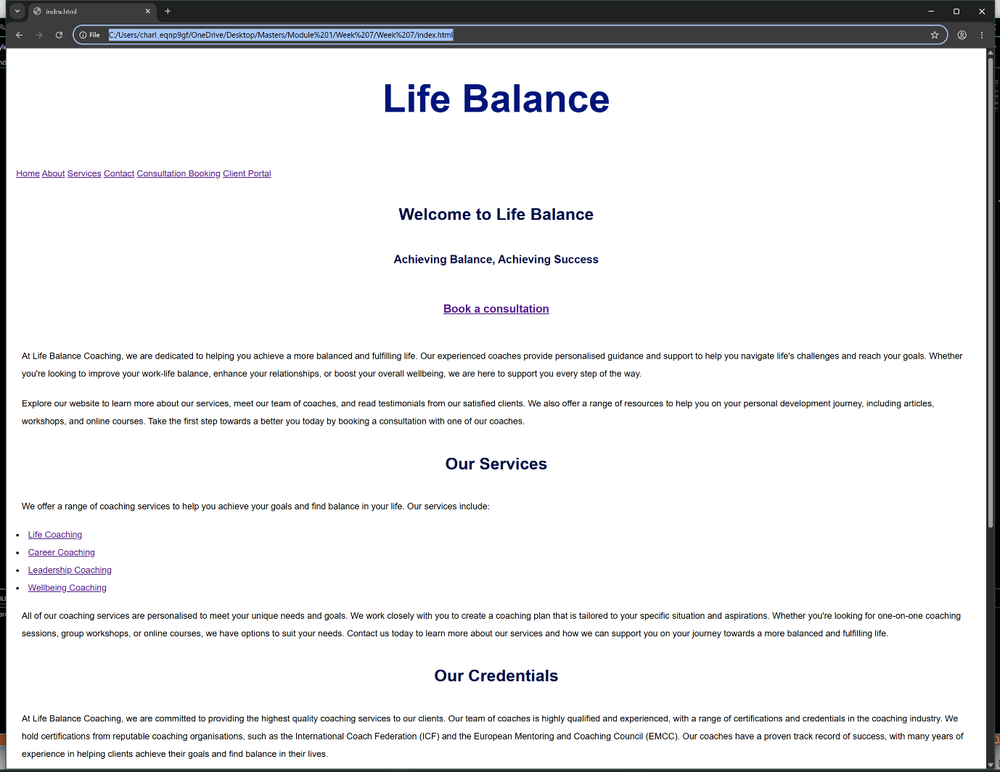 index.html
File
C:/Users/charl_eqnp9gf/OneDrive/Desktop/Masters/Module%201/Week%207/Week%207/index.html
Life Balance
Home About Services Contact Consultation Booking Client Portal
Welcome to Life Balance
Achieving Balance, Achieving Success
Book a consultation
At Life Balance Coaching, we are dedicated to helping you achieve a more balanced and fulfilling life. Our experienced coaches provide personalised guidance and support to help you navigate life's challenges and reach your goals. Whether
you're looking to improve your work-life balance, enhance your relationships, or boost your overall wellbeing, we are here to support you every step of the way.
Explore our website to learn more about our services, meet our team of coaches, and read testimonials from our satisfied clients. We also offer a range of resources to help you on your personal development journey, including articles,
workshops, and online courses. Take the first step towards a better you today by booking a consultation with one of our coaches.
Our Services
We offer a range of coaching services to help you achieve your goals and find balance in your life. Our services include:
• Life Coaching
• Career Coaching
• Leadership Coaching
• Wellbeing Coaching
All of our coaching services are personalised to meet your unique needs and goals. We work closely with you to create a coaching plan that is tailored to your specific situation and aspirations. Whether you're looking for one-on-one coaching
sessions, group workshops, or online courses, we have options to suit your needs. Contact us today to learn more about our services and how we can support you on your journey towards a more balanced and fulfilling life.
Our Credentials
At Life Balance Coaching, we are committed to providing the highest quality coaching services to our clients. Our team of coaches is highly qualified and experienced, with a range of certifications and credentials in the coaching industry. We
hold certifications from reputable coaching organisations, such as the International Coach Federation (ICF) and the European Mentoring and Coaching Council (EMCC). Our coaches have a proven track record of success, with many years of
experience in helping clients achieve their goals and find balance in their lives.